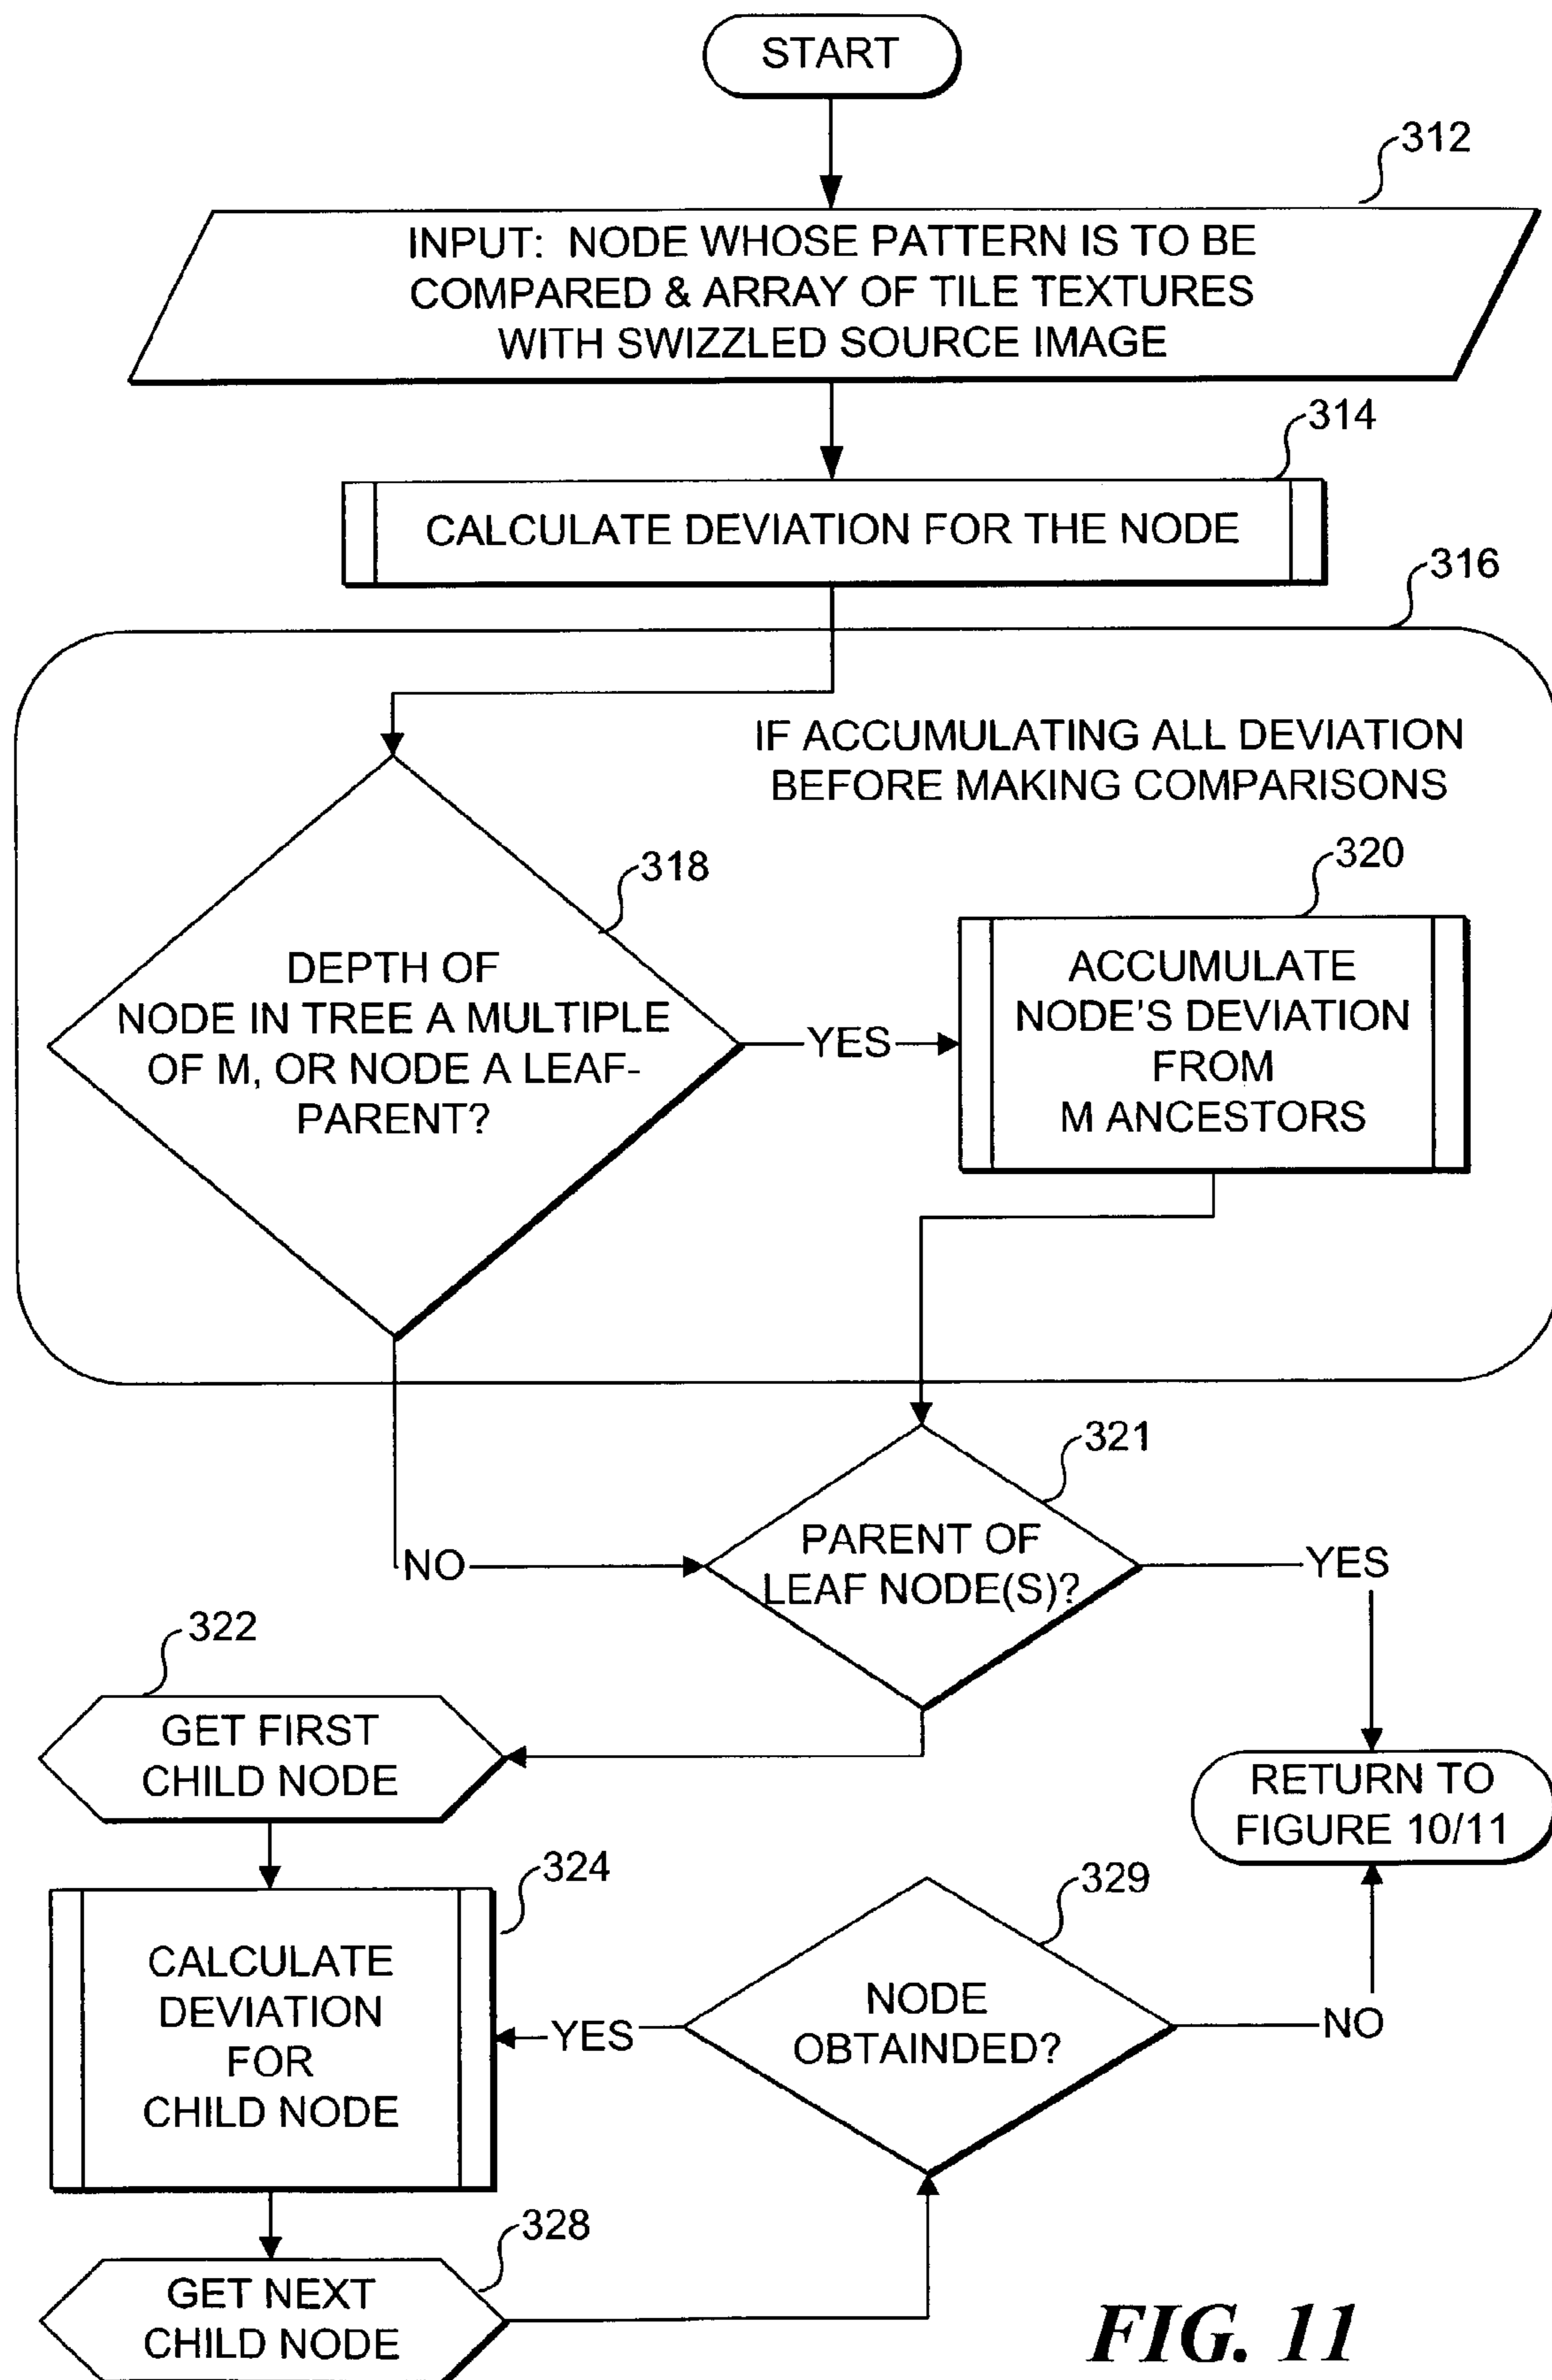 START
312
INPUT: NODE WHOSE PATTERN IS TO BE
COMPARED & ARRAY OF TILE TEXTURES
WITH SWIZZLED SOURCE IMAGE
314
CALCULATE DEVIATION FOR THE NODE
316
IF ACCUMULATING ALL DEVIATION
BEFORE MAKING COMPARISONS
318
DEPTH OF
NODE IN TREE A MULTIPLE
OF M, OR NODE A LEAF-
PARENT?
YES
320
ACCUMULATE
NODE'S DEVIATION
FROM
M ANCESTORS
321
PARENT OF
LEAF NODE(S)?
NO
YES
322
GET FIRST
CHILD NODE
RETURN TO
FIGURE 10/11
324
CALCULATE
DEVIATION
FOR
CHILD NODE
329
NODE
OBTAINDED?
YES
NO
328
GET NEXT
CHILD NODE
FIG. 11